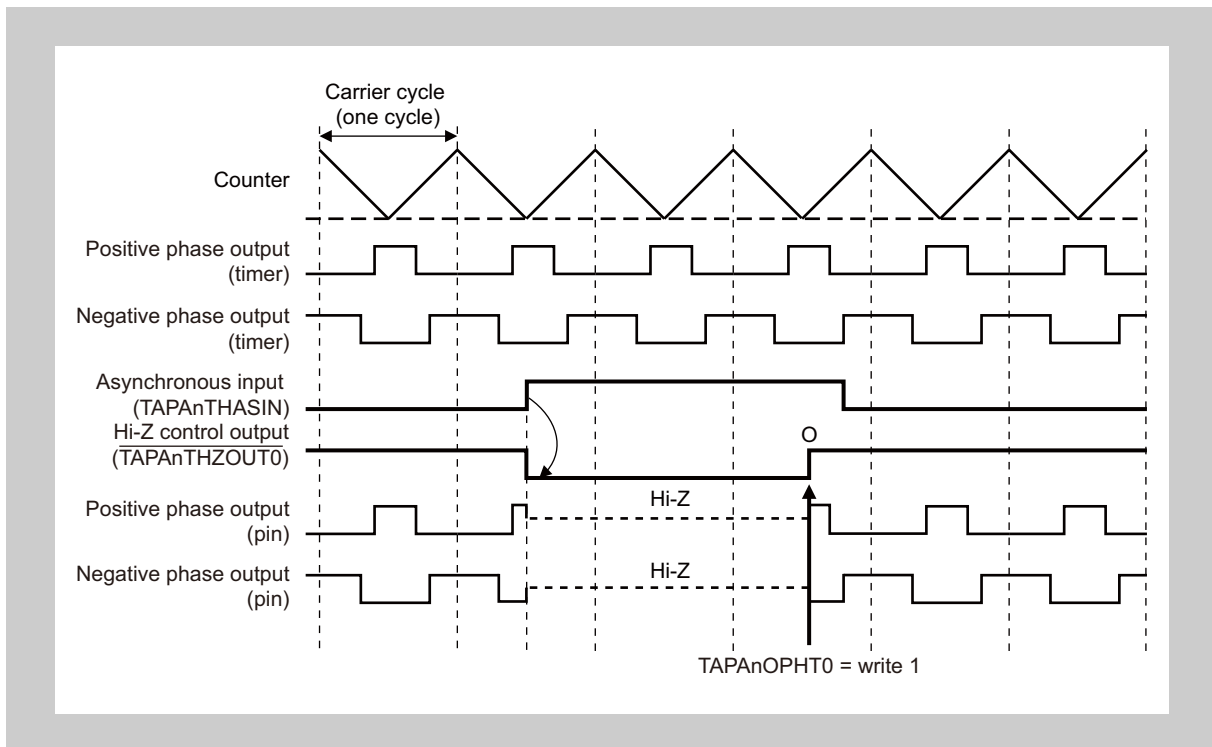 Carrier cycle
(one cycle)
Counter
Positive phase output
(timer)
Negative phase output
(timer)
Asynchronous input
(TAPAnTHASIN)
Hi-Z control output
(TAPAnTHZOUT0)
O
Positive phase output
(pin)
Hi-Z
Negative phase output
(pin)
Hi-Z
TAPAnOPHT0 = write 1